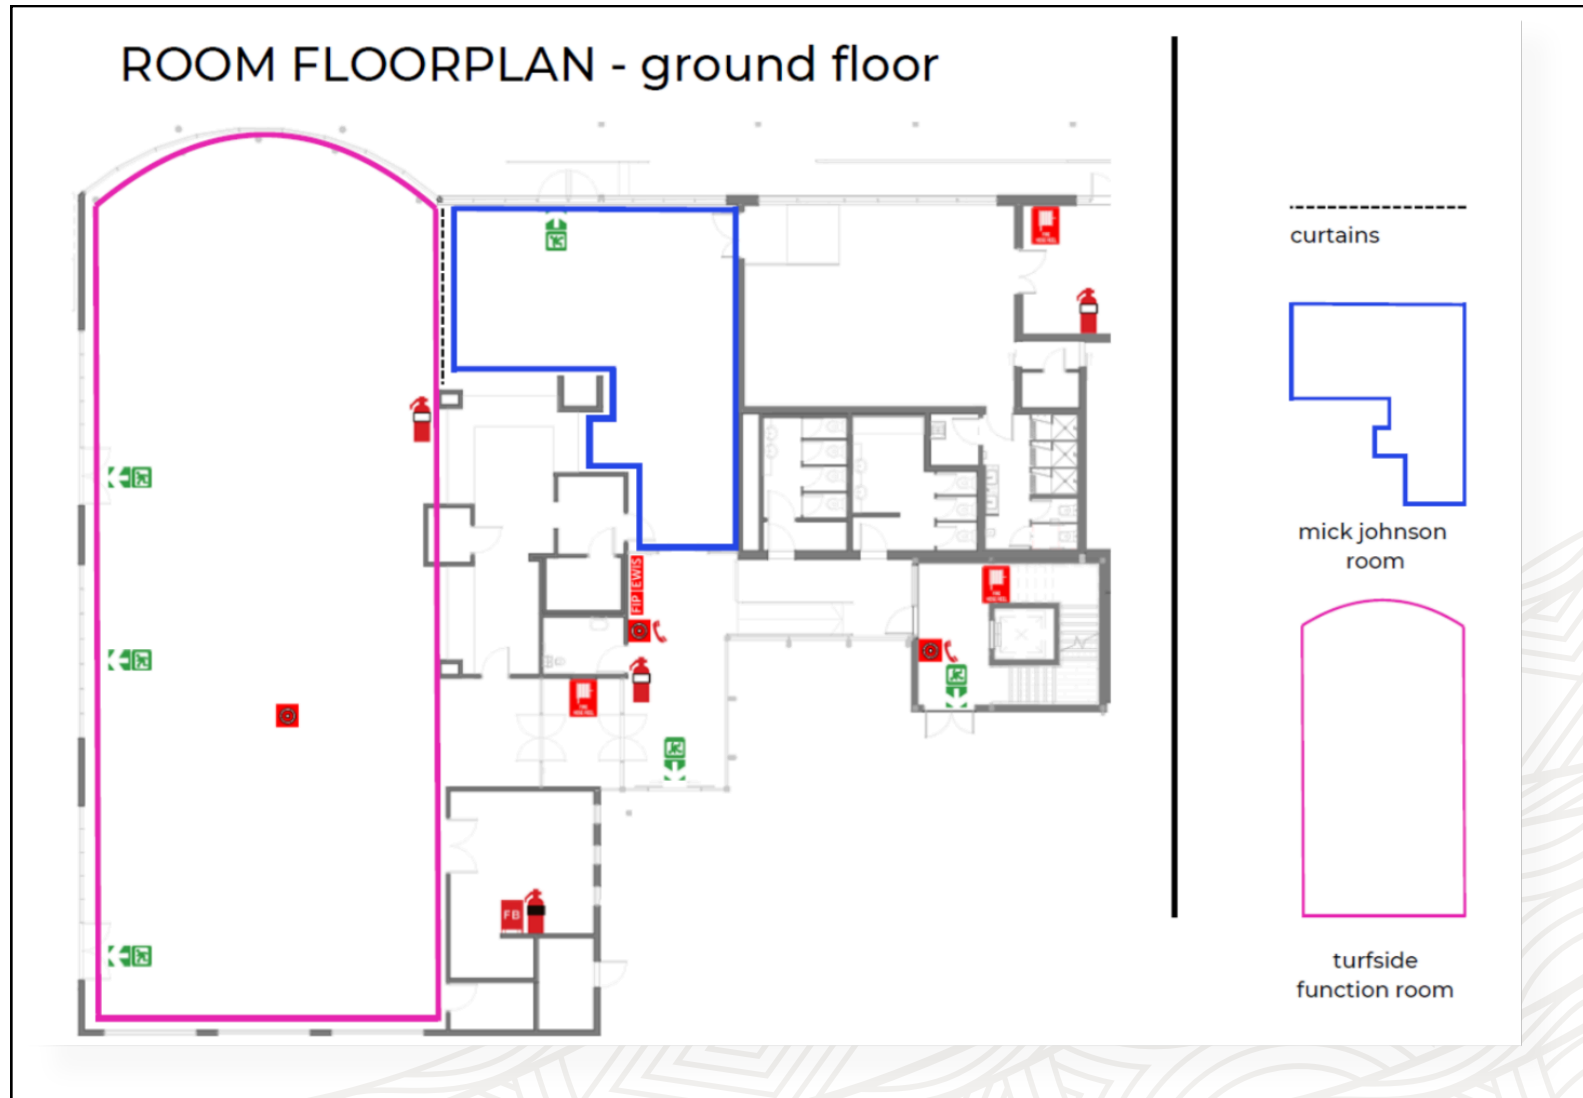 ROOM FLOORPLAN - ground floor
curtains
mick johnson
room
turfside
function room
FIP EWIS
FB